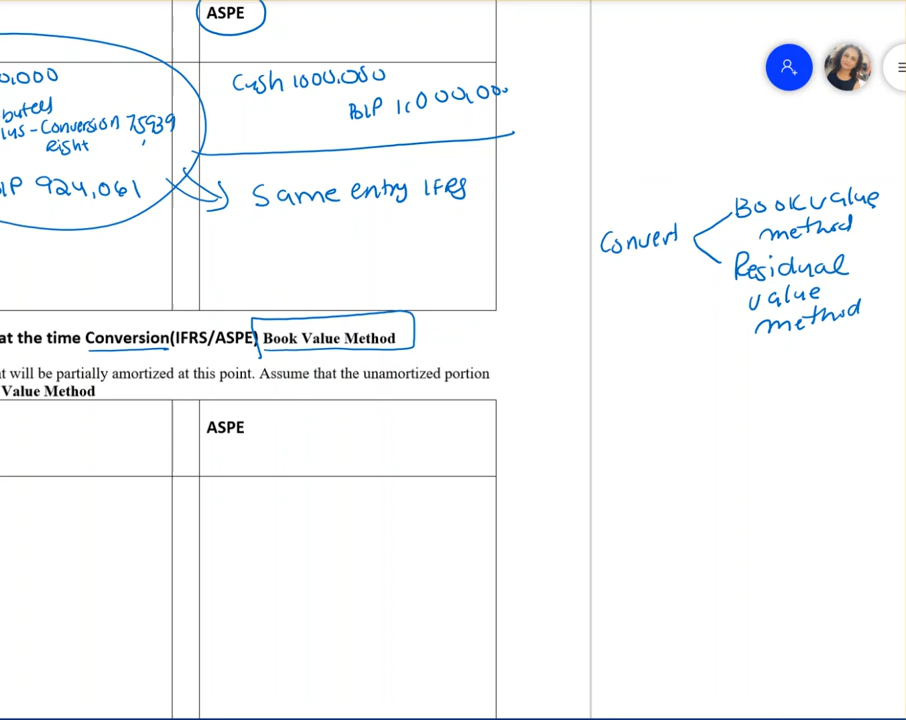 ASPE
0,000
buted
lus - Conversion 75939
Right
P 924,061
Cash 1000,000
BLP 1,000,000
Same entry IFRS
Convert
Book value
method
Residual
value
method
at the time Conversion(IFRS/ASPE) Book Value Method
t will be partially amortized at this point. Assume that the unamortized portion
Value Method
ASPE